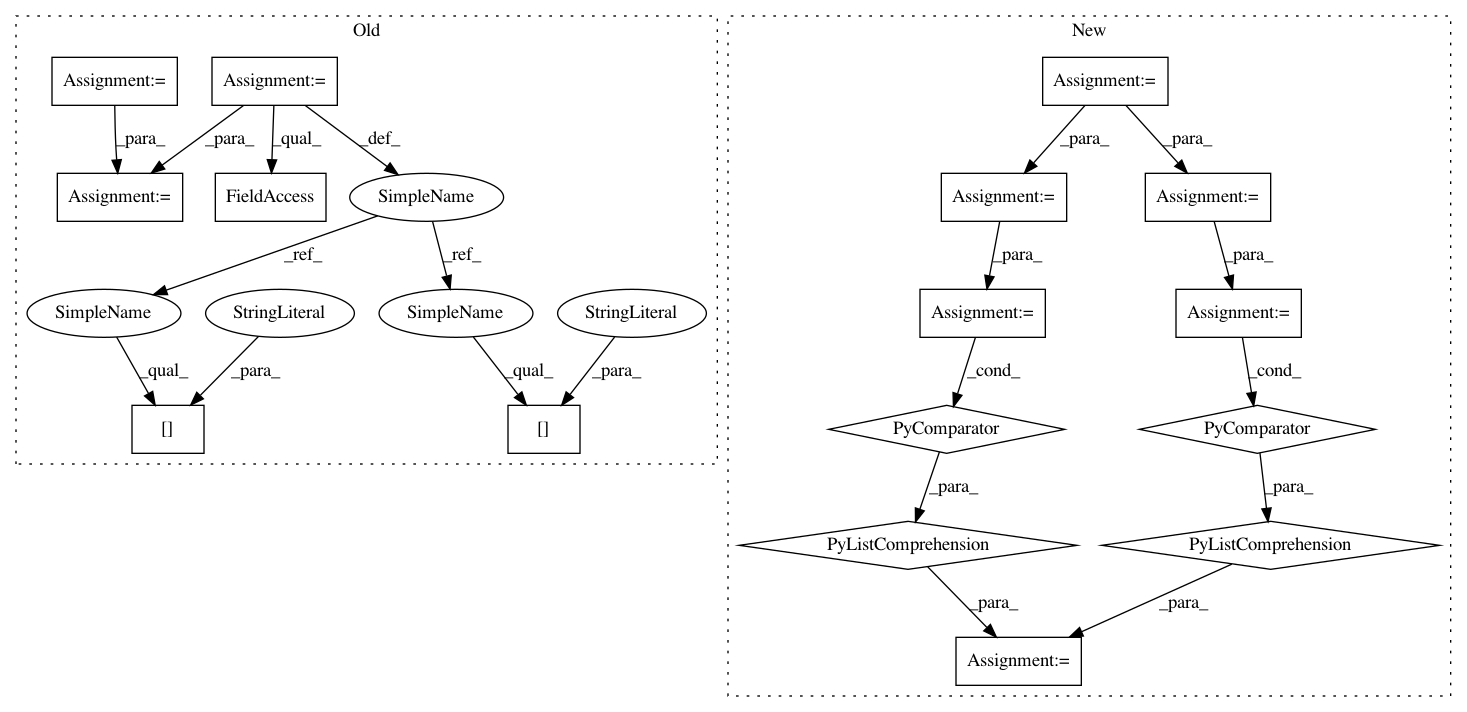 Old
New
Assignment:=
Assignment:=
Assignment:=
_para_
_para_
_qual_
_def_
_para_
_para_
Assignment:=
FieldAccess
SimpleName
Assignment:=
Assignment:=
_ref_
_ref_
_para_
_para_
SimpleName
StringLiteral
SimpleName
StringLiteral
Assignment:=
Assignment:=
_qual_
_para_
_qual_
_para_
_cond_
_cond_
[]
[]
PyComparator
PyComparator
_para_
_para_
PyListComprehension
PyListComprehension
_para_
_para_
Assignment:=